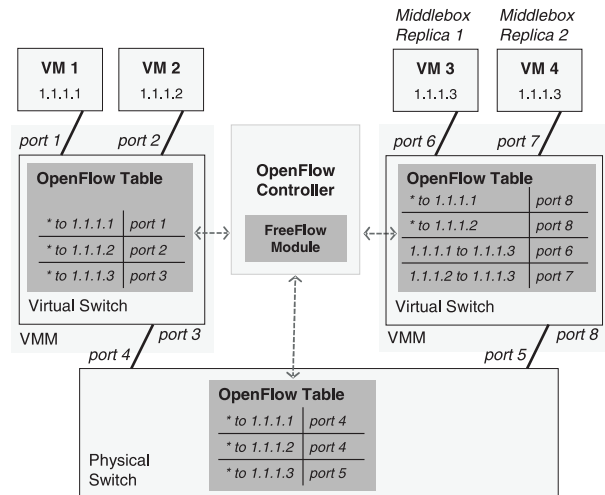 Middlebox
Replica 1
Middlebox
Replica 2
VM 1
1.1.1.1
VM 2
1.1.1.2
VM 3
1.1.1.3
VM 4
1.1.1.3
port 1
port 2
port 6
port 7
OpenFlow Table
* to 1.1.1.1 port 1
* to 1.1.1.2 port 2
* to 1.1.1.3 port 3
Virtual Switch
VMM
port 3
port 4
OpenFlow
Controller
FreeFlow
Module
OpenFlow Table
* to 1.1.1.1 port 8
* to 1.1.1.2 port 8
1.1.1.1 to 1.1.1.3 port 6
1.1.1.2 to 1.1.1.3 port 7
Virtual Switch
VMM
port 8
port 5
OpenFlow Table
* to 1.1.1.1 port 4
* to 1.1.1.2 port 4
* to 1.1.1.3 port 5
Physical
Switch